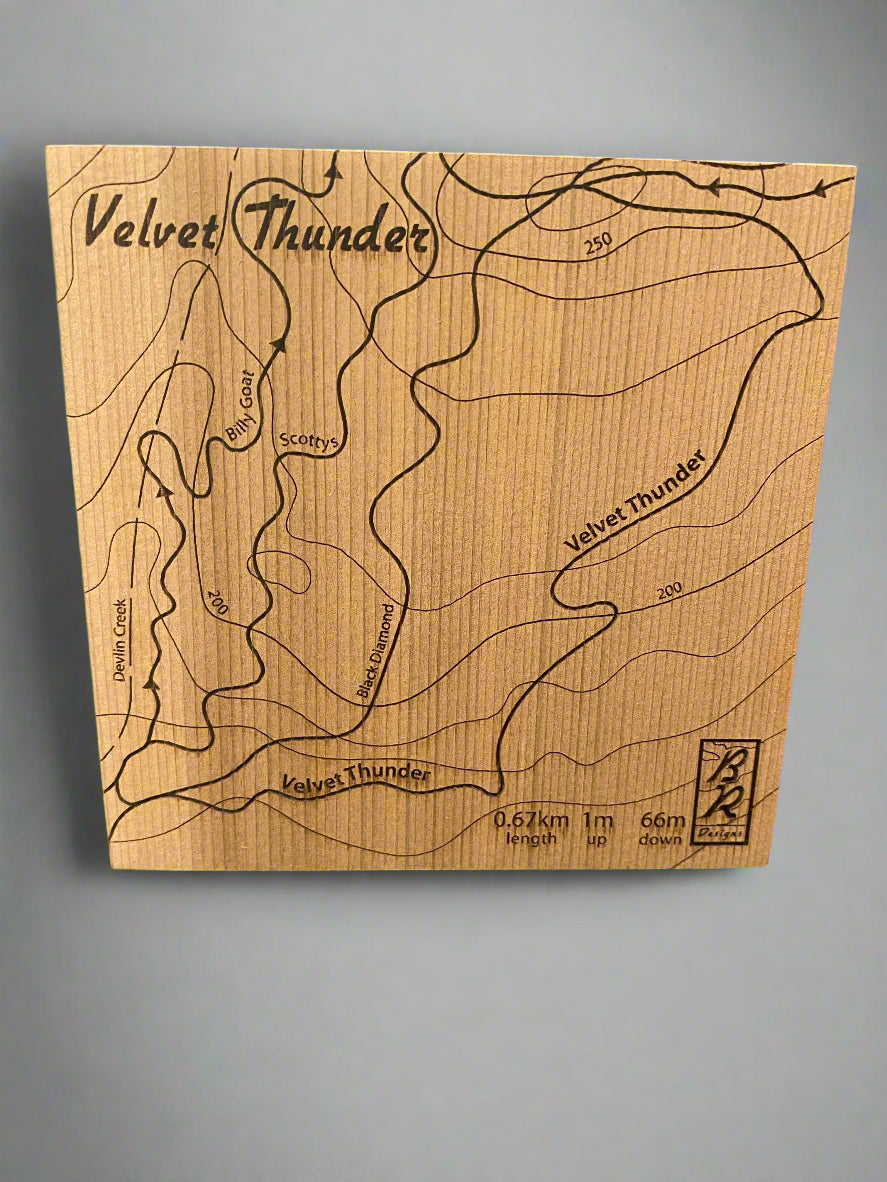 Velvet Thunder
250
Billy Goat
Scottys
Velvet Thunder
200
200
Devlin Creek
Black Diamond
Velvet Thunder
0.67km 1m 66m
length up down
BR
Designs